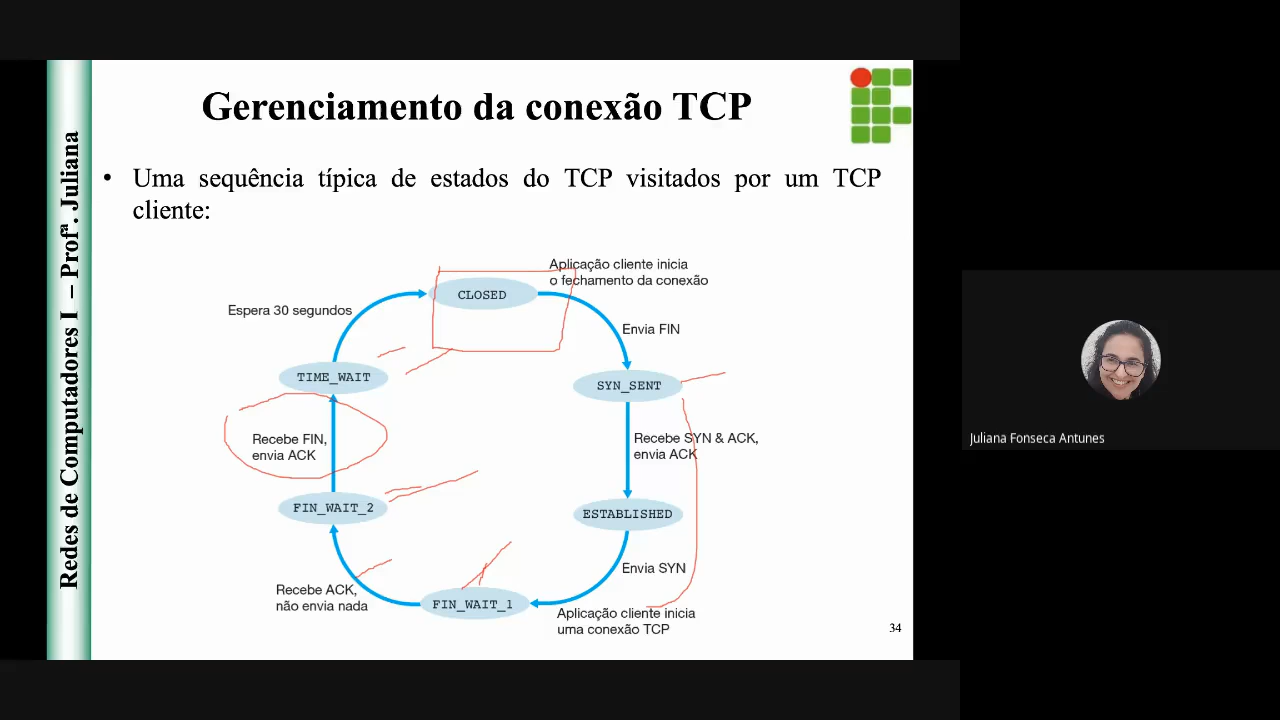 Gerenciamento da conexão TCP
Redes de Computadores I – Profª. Juliana
• Uma sequência típica de estados do TCP visitados por um TCP
cliente:
Aplicação cliente inicia
o fechamento da conexão
CLOSED
Espera 30 segundos
Envia FIN
TIME_WAIT
SYN_SENT
Recebe FIN,
envia ACK
Recebe SYN & ACK,
envia ACK
FIN_WAIT_2
ESTABLISHED
Envia SYN
Recebe ACK,
não envia nada
FIN_WAIT_1
Aplicação cliente inicia
uma conexão TCP
34
Juliana Fonseca Antunes